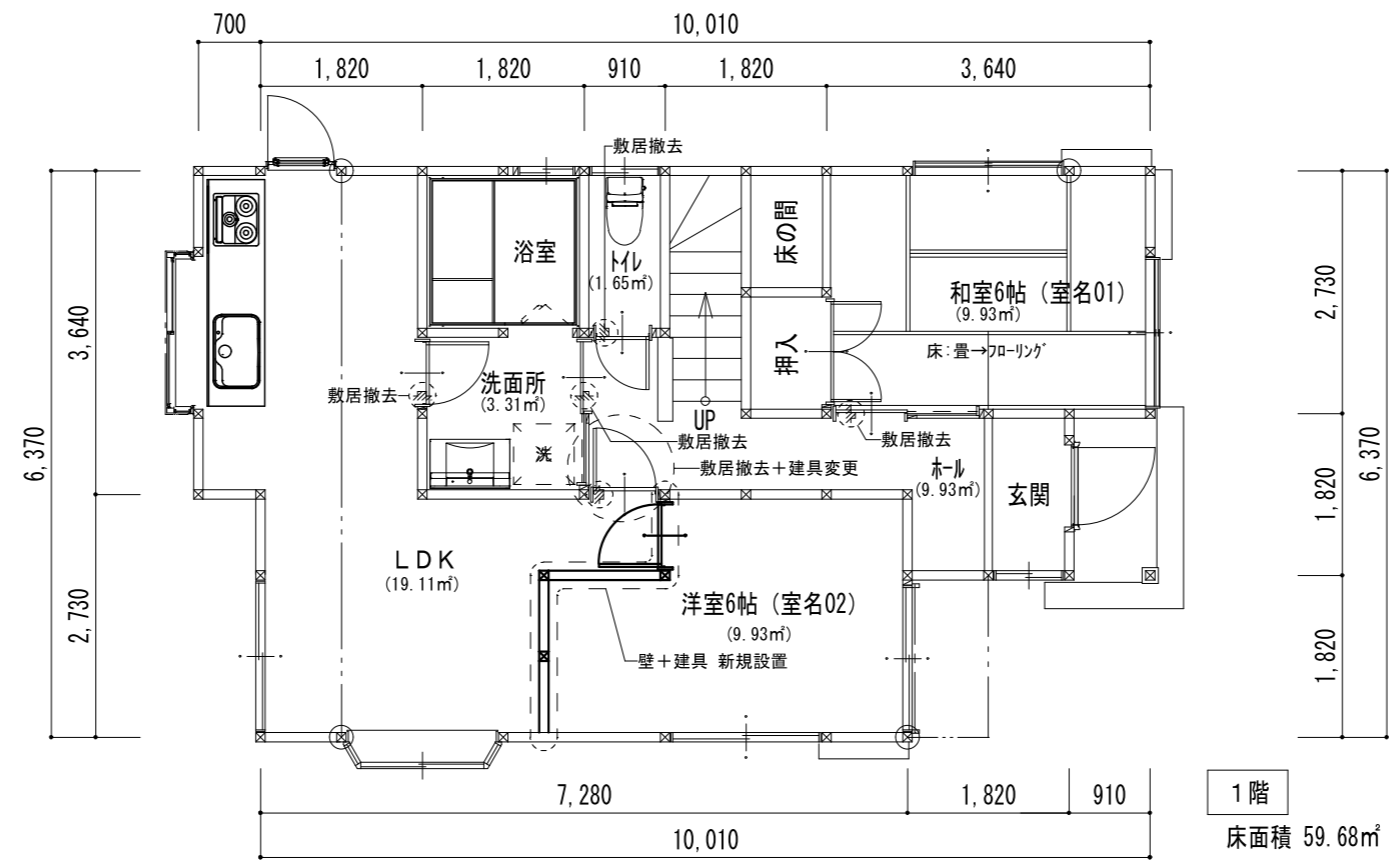 700
10,010
1,820
1,820
910
1,820
3,640
敷居撤去
浴室
トイレ
(1.65㎡)
床の間
和室6帖（室名01）
(9.93㎡)
床:畳→フローリング
押入
洗面所
(3.31㎡)
敷居撤去
UP
敷居撤去
敷居撤去
敷居撤去＋建具変更
洗
ホール
(9.93㎡)
玄関
LDK
(19.11㎡)
洋室6帖（室名02）
(9.93㎡)
壁＋建具 新規設置
6,370
3,640
2,730
2,730
1,820
1,820
6,370
7,280
1,820
910
10,010
1階
床面積 59.68㎡